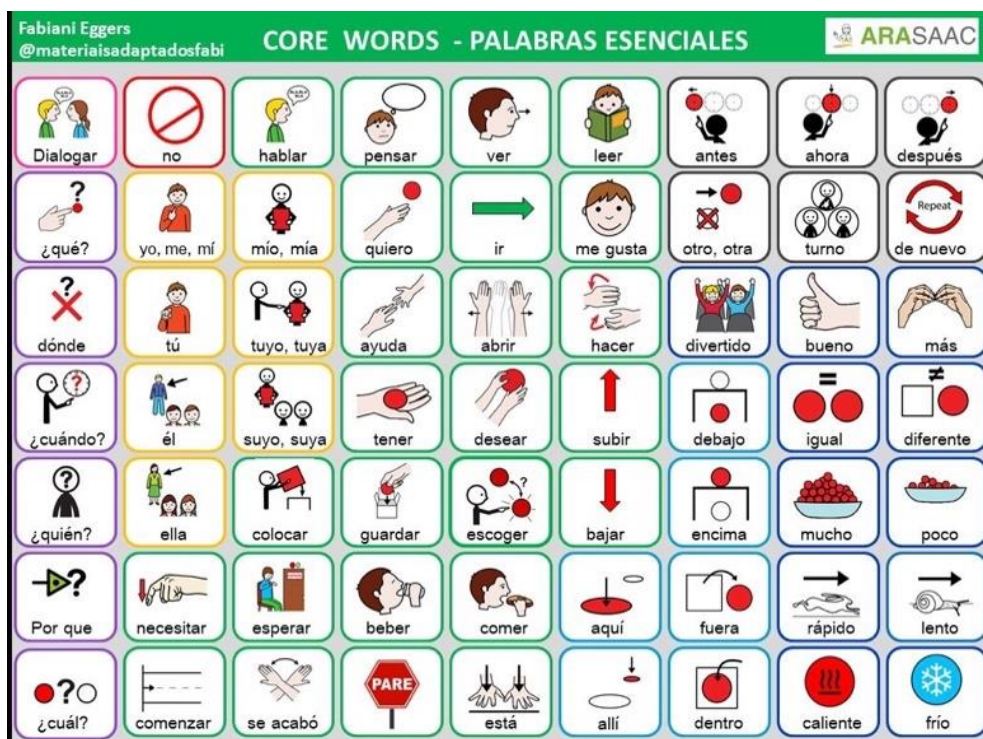 Fabiani Eggers
@materiaisadaptadosfabi
CORE WORDS - PALABRAS ESENCIALES
ARASAAC
Dialogar
no
hablar
pensar
ver
leer
antes
ahora
después
?
¿qué?
yo, me, mí
mío, mía
quiero
ir
me gusta
otro, otra
turno
Repeat
de nuevo
?
dónde
tú
tuyo, tuya
ayuda
abrir
hacer
divertido
bueno
más
?
¿cuándo?
él
suyo, suya
tener
desear
subir
debajo
=
igual
≠
diferente
?
¿quién?
ella
colocar
guardar
?
escoger
bajar
encima
mucho
poco
?
Por que
necesitar
esperar
beber
comer
aquí
fuera
rápido
lento
?
¿cuál?
comenzar
se acabó
PARE
está
allí
dentro
caliente
frío